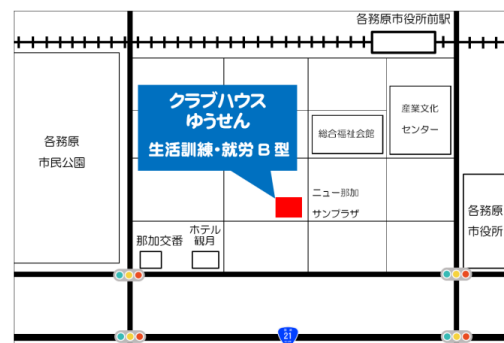 各務原市役所前駅
クラブハウス
ゆうせん
生活訓練・就労B型
産業文化
センター
総合福祉会館
各務原
市民公園
ニュー那加
サンプラザ
各務原
市役所
ホテル
観月
那加交番
21